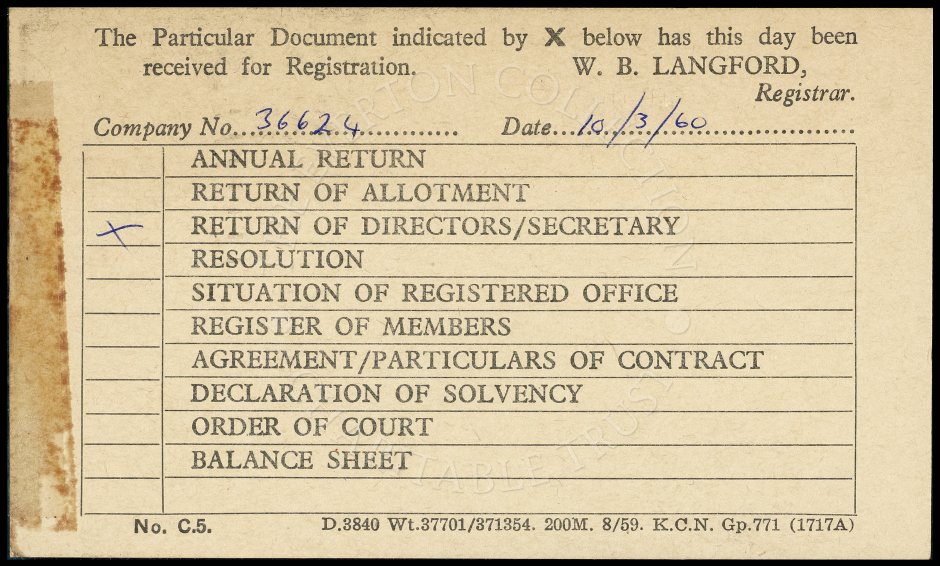 The Particular Document indicated by X below has this day been
received for Registration. W. B. LANGFORD,
Registrar.
Company No. 36624 Date 10/3/60
ANNUAL RETURN
RETURN OF ALLOTMENT
X RETURN OF DIRECTORS/SECRETARY
RESOLUTION
SITUATION OF REGISTERED OFFICE
REGISTER OF MEMBERS
AGREEMENT/PARTICULARS OF CONTRACT
DECLARATION OF SOLVENCY
ORDER OF COURT
BALANCE SHEET
No. C.5. D.3840 Wt.37701/371354. 200M. 8/59. K.C.N. Gp.771 (1717A)